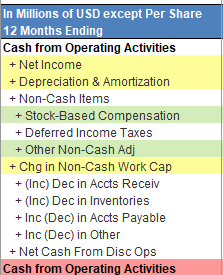 In Millions of USD except Per Share
12 Months Ending
Cash from Operating Activities
+ Net Income
+ Depreciation & Amortization
+ Non-Cash Items
+ Stock-Based Compensation
+ Deferred Income Taxes
+ Other Non-Cash Adj
+ Chg in Non-Cash Work Cap
+ (Inc) Dec in Accts Receiv
+ (Inc) Dec in Inventories
+ Inc (Dec) in Accts Payable
+ Inc (Dec) in Other
+ Net Cash From Disc Ops
Cash from Operating Activities